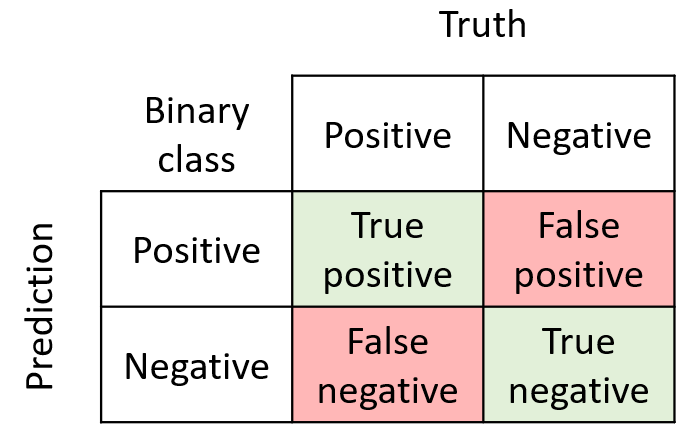 Truth
Binary
class
Positive
Negative
Prediction
Positive
True
positive
False
positive
Negative
False
negative
True
negative